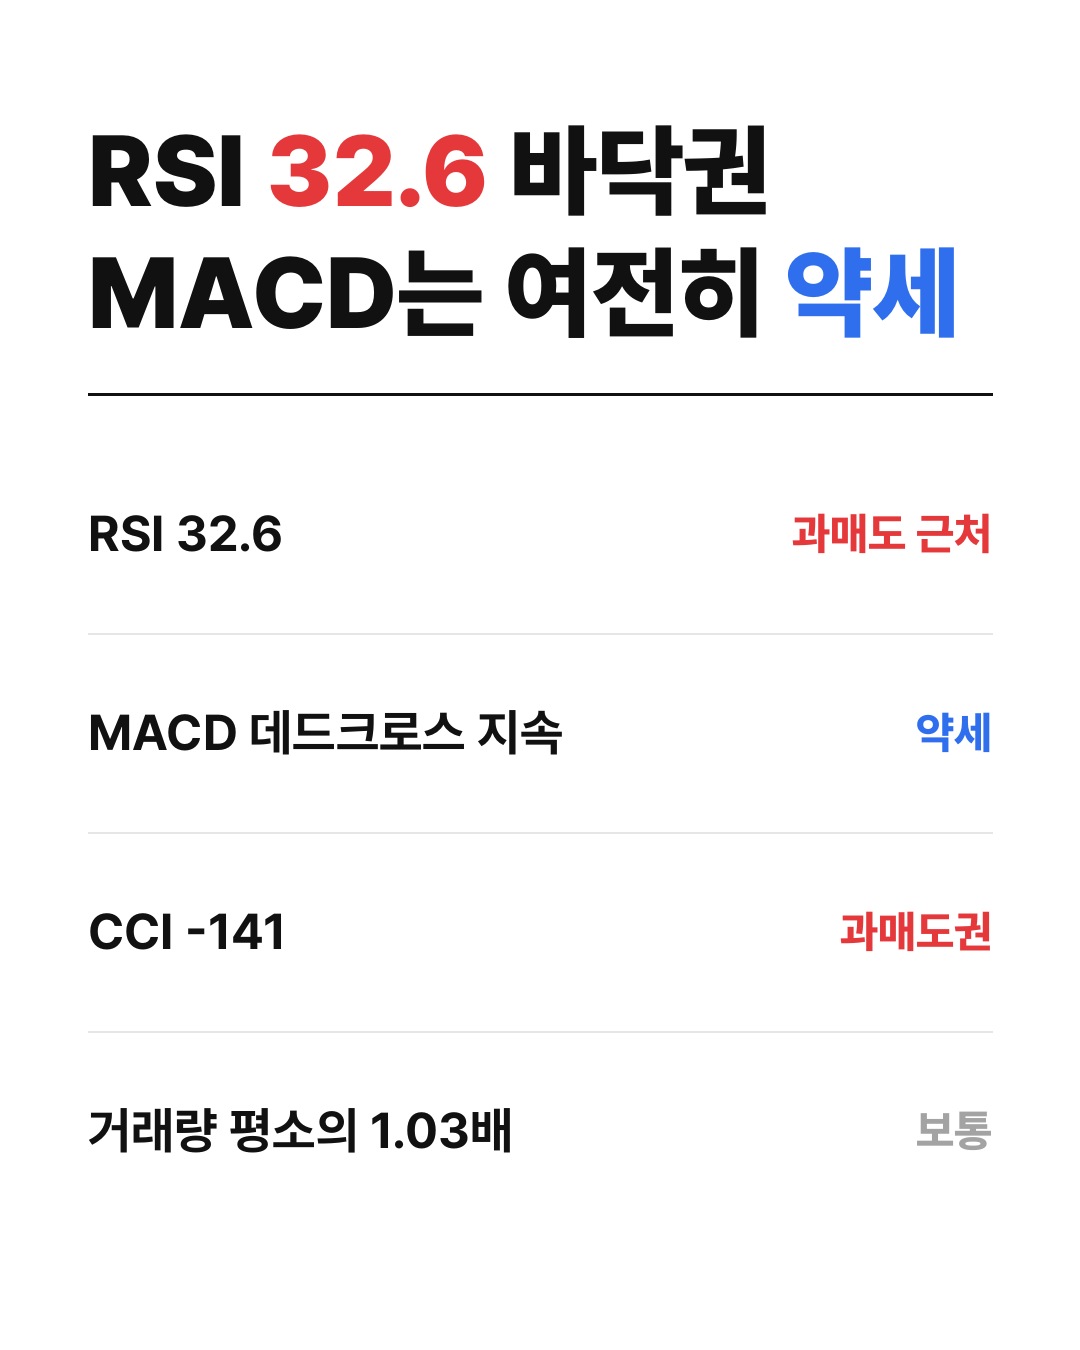 RSI 32.6 바닥권
MACD는 여전히 약세
RSI 32.6 과매도 근처
MACD 데드크로스 지속 약세
CCI -141 과매도권
거래량 평소의 1.03배 보통